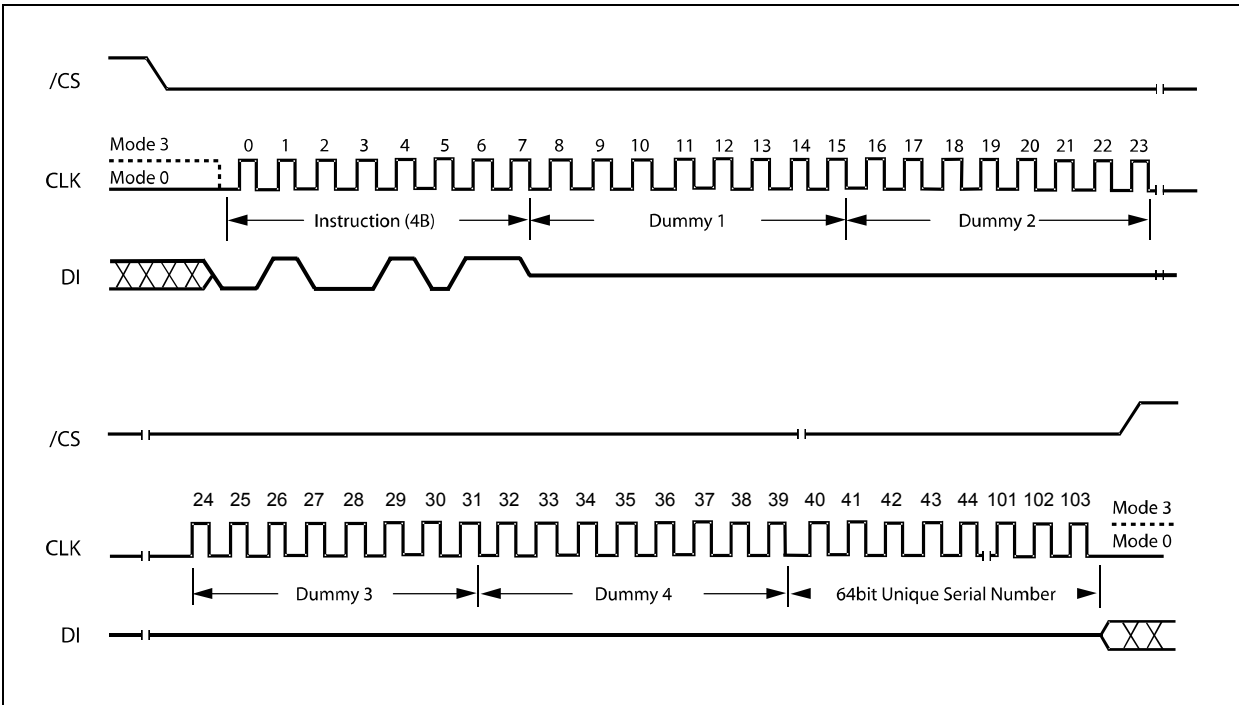 /CS
Mode 3
0 1 2 3 4 5 6 7 8 9 10 11 12 13 14 15 16 17 18 19 20 21 22 23
CLK
Mode 0
Instruction (4B) Dummy 1 Dummy 2
DI
/CS
24 25 26 27 28 29 30 31 32 33 34 35 36 37 38 39 40 41 42 43 44 101 102 103
Mode 3
CLK
Mode 0
Dummy 3 Dummy 4 64bit Unique Serial Number
DI